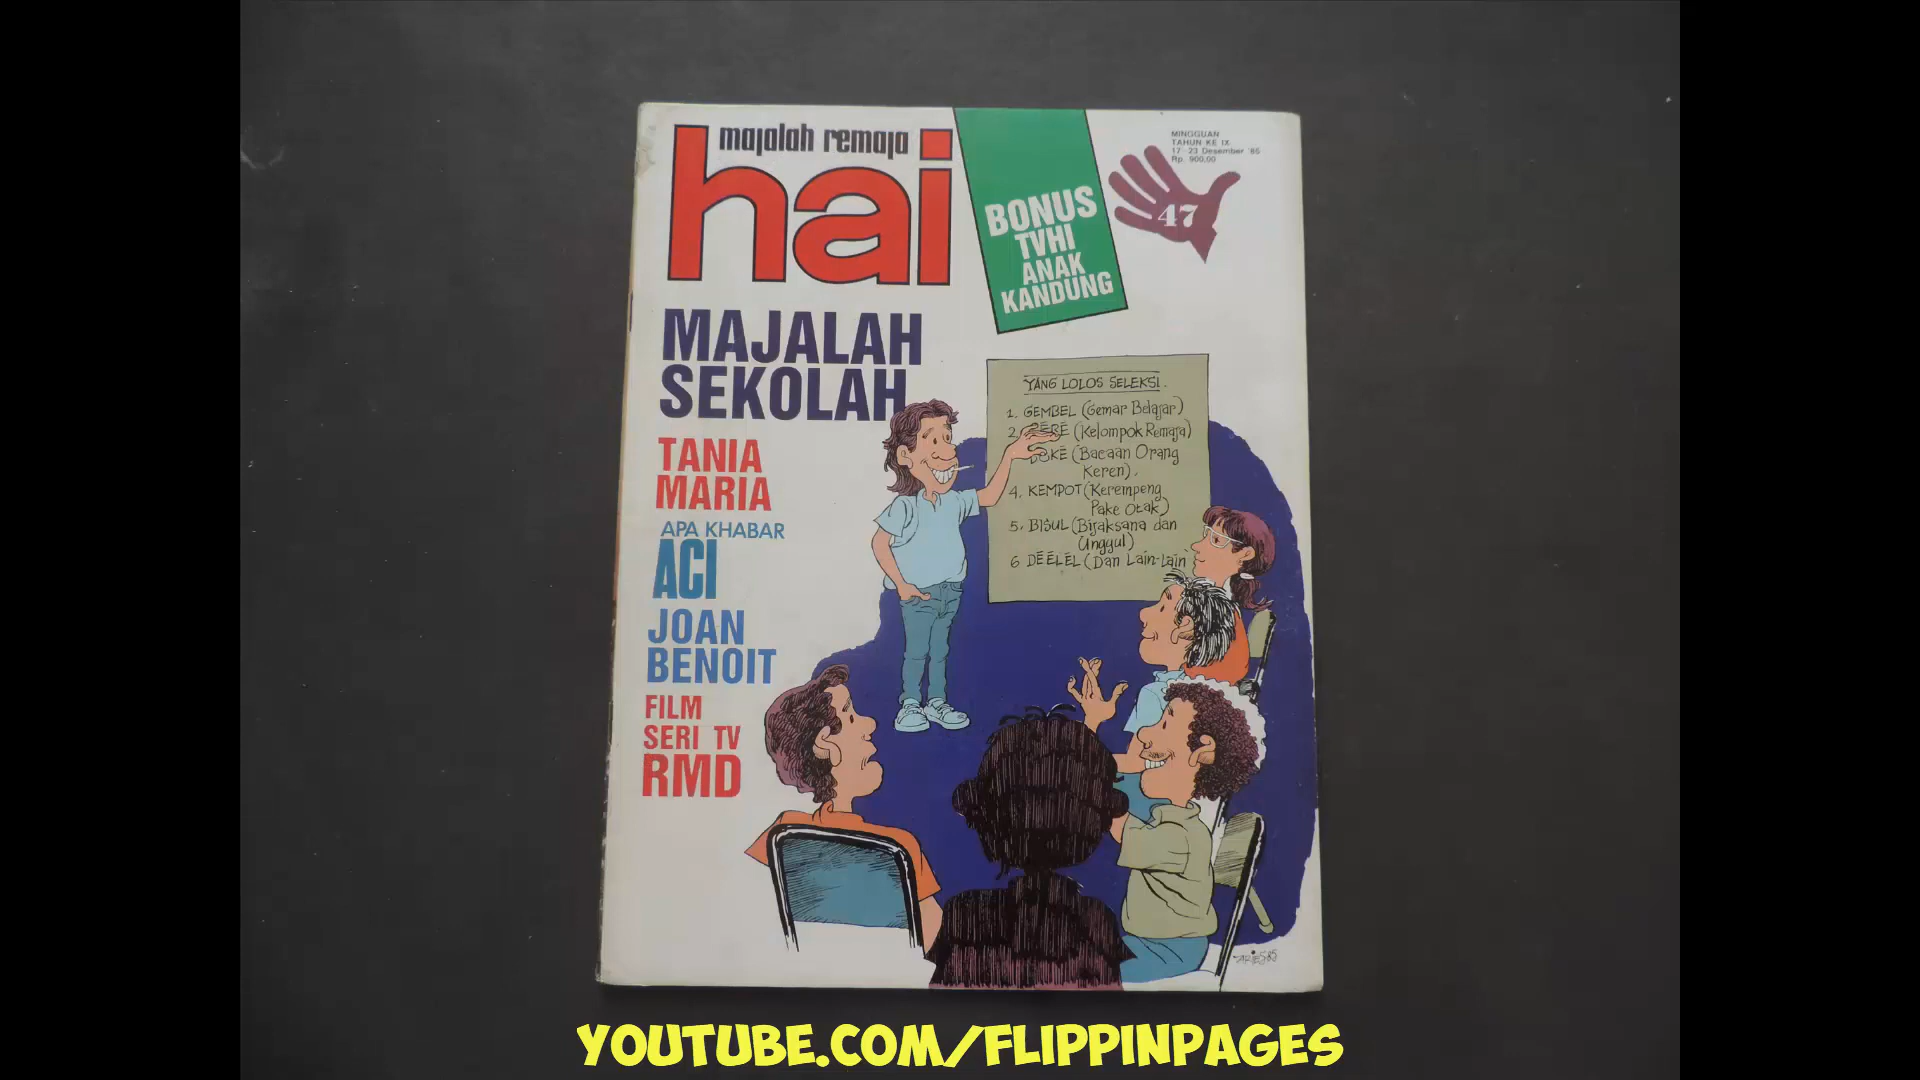 majalah remaja
hai
BONUS
TVHI
ANAK
KANDUNG
MINGGUAN
TAHUN KE IX
17 - 23 Desember '85
Rp. 900,00
47
MAJALAH
SEKOLAH
TANIA
MARIA
APA KHABAR
ACI
JOAN
BENOIT
FILM
SERI TV
RMD
YANG LOLOS SELEKSI.
1. GEMBEL (Gemar Belajar)
2. (Kelompok Remaja)
BOKE (Bacaan Orang
Keren).
4. KEMPOT (Kerempeng
Pake Otak)
5. BISUL (Bijaksana dan
Unggul)
6 DEELEL (Dan Lain-lain
ARIES85
YOUTUBE.COM/FLIPPINPAGES